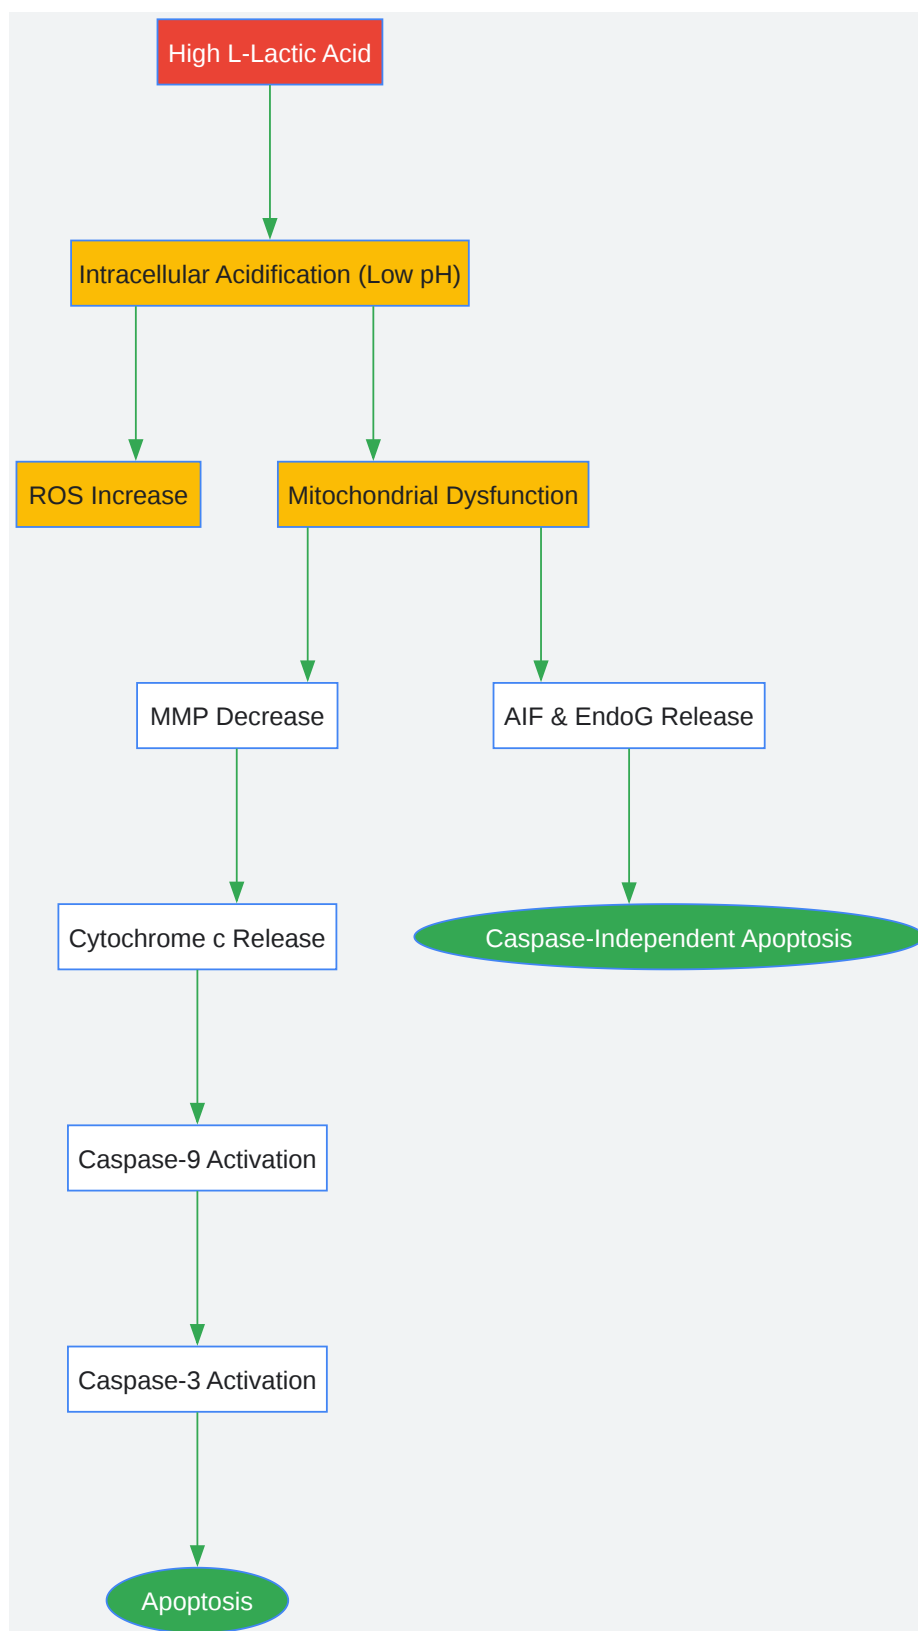 High L-Lactic Acid
Intracellular Acidification (Low pH)
ROS Increase
Mitochondrial Dysfunction
MMP Decrease
AIF & EndoG Release
Cytochrome c Release
Caspase-Independent Apoptosis
Caspase-9 Activation
Caspase-3 Activation
Apoptosis